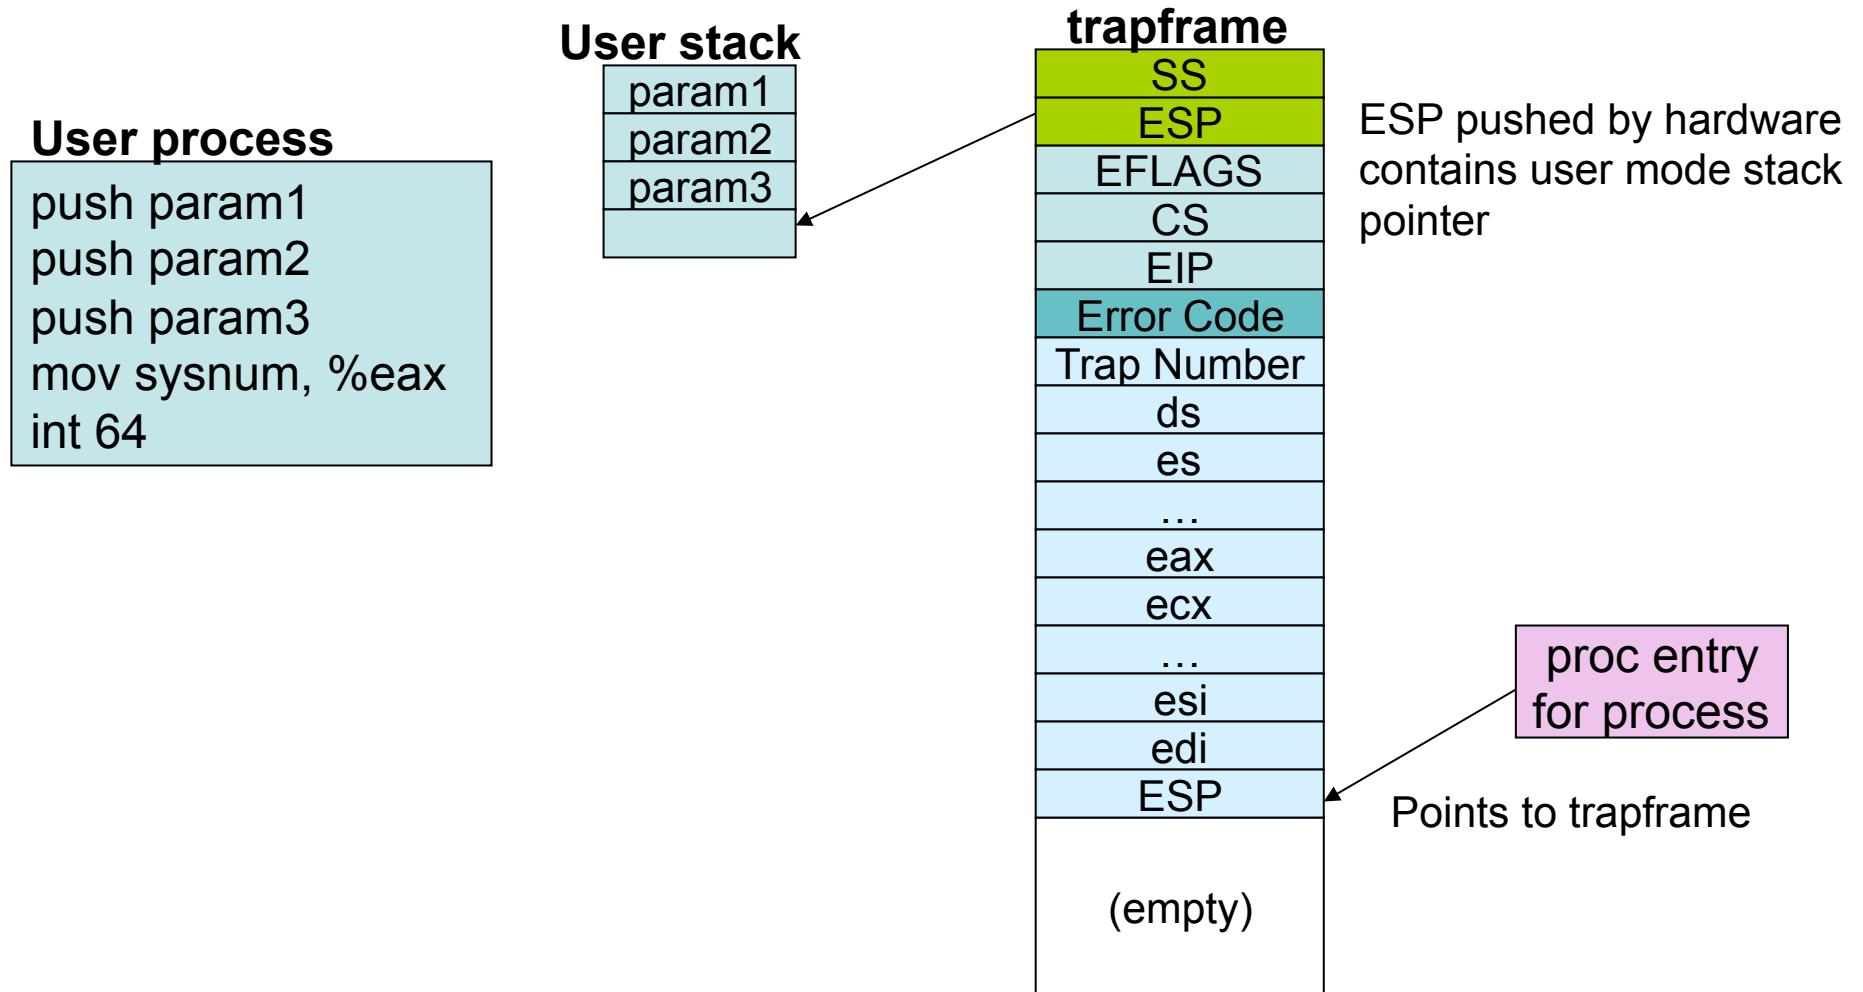 User process
push param1
push param2
push param3
mov sysnum, %eax
int 64
User stack
param1
param2
param3
trapframe
SS
ESP
EFLAGS
CS
EIP
Error Code
Trap Number
ds
es
…
eax
ecx
…
esi
edi
ESP
(empty)
ESP pushed by hardware
contains user mode stack
pointer
proc entry
for process
Points to trapframe